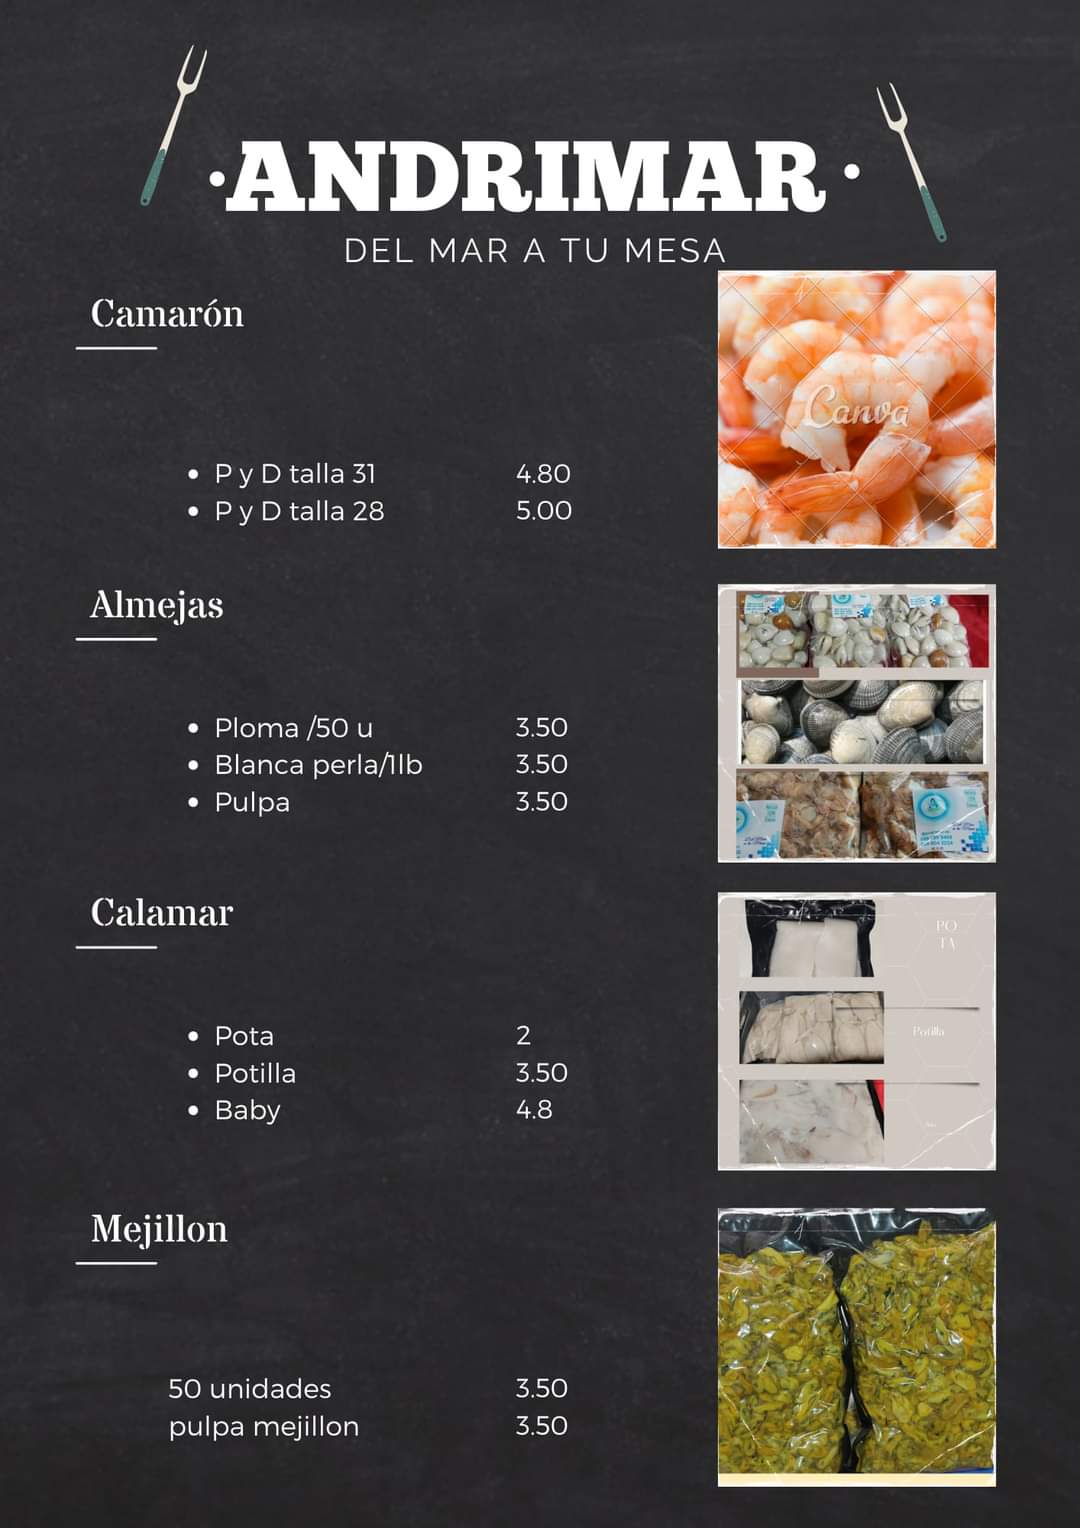 ·ANDRIMAR·
DEL MAR A TU MESA
Camarón
Canva
• P y D talla 31 4.80
• P y D talla 28 5.00
Almejas
• Ploma /50 u 3.50
• Blanca perla/1lb 3.50
• Pulpa 3.50
Calamar
PO
TA
Potilla
• Pota 2
• Potilla 3.50
• Baby 4.8
Mejillon
50 unidades 3.50
pulpa mejillon 3.50